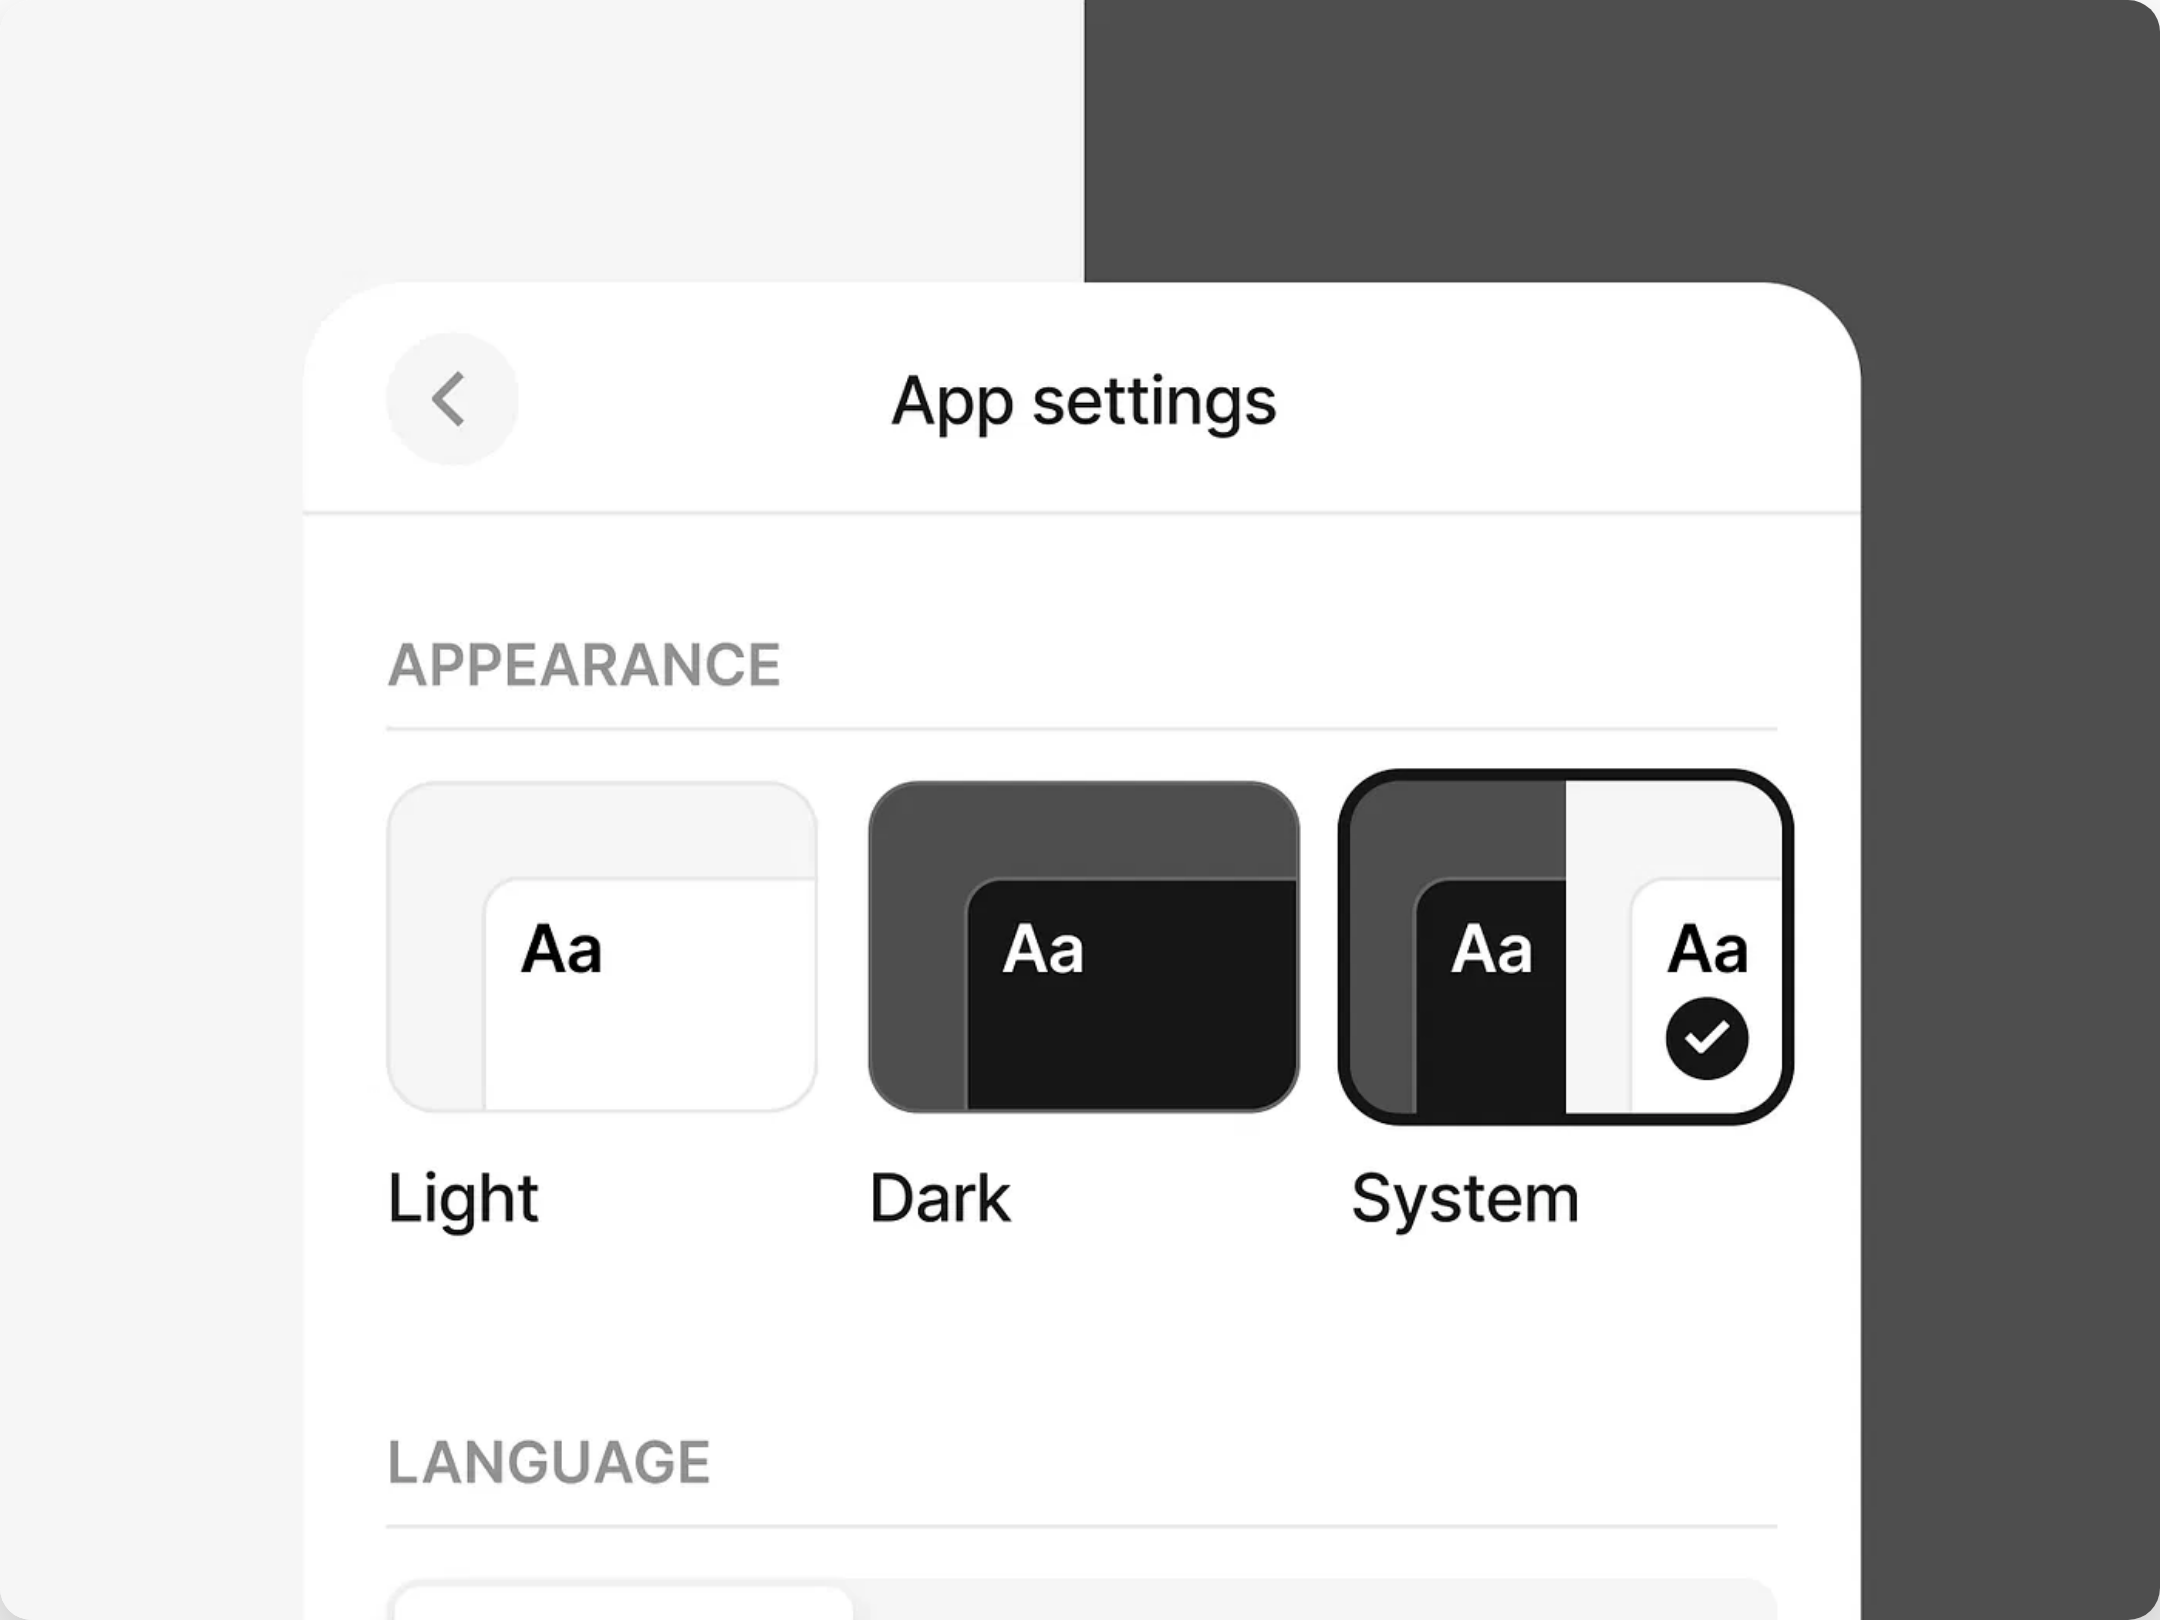 App settings
APPEARANCE
Aa
Aa
Aa
Aa
Light
Dark
System
LANGUAGE